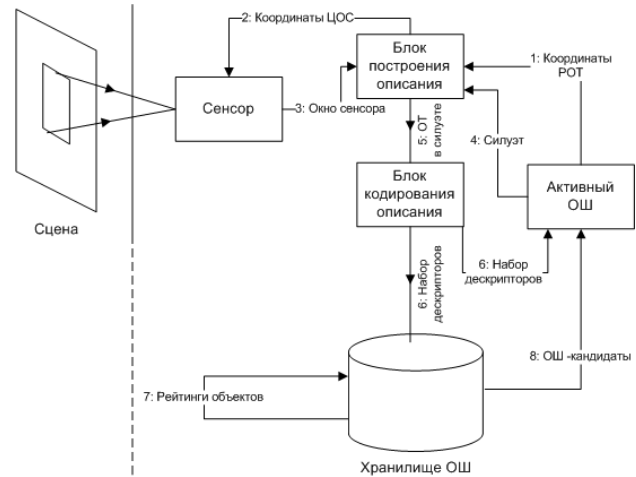 2: Координаты ЦОС
Блок
построения
описания
1: Координаты
РОТ
Сенсор
3: Окно сенсора
5: ОТ
в силуэте
4: Силуэт
Сцена
Блок
кодирования
описания
Активный
ОШ
6: Набор
дескрипторов
6: Набор
дескрипторов
8: ОШ -кандидаты
7: Рейтинги объектов
Хранилище ОШ